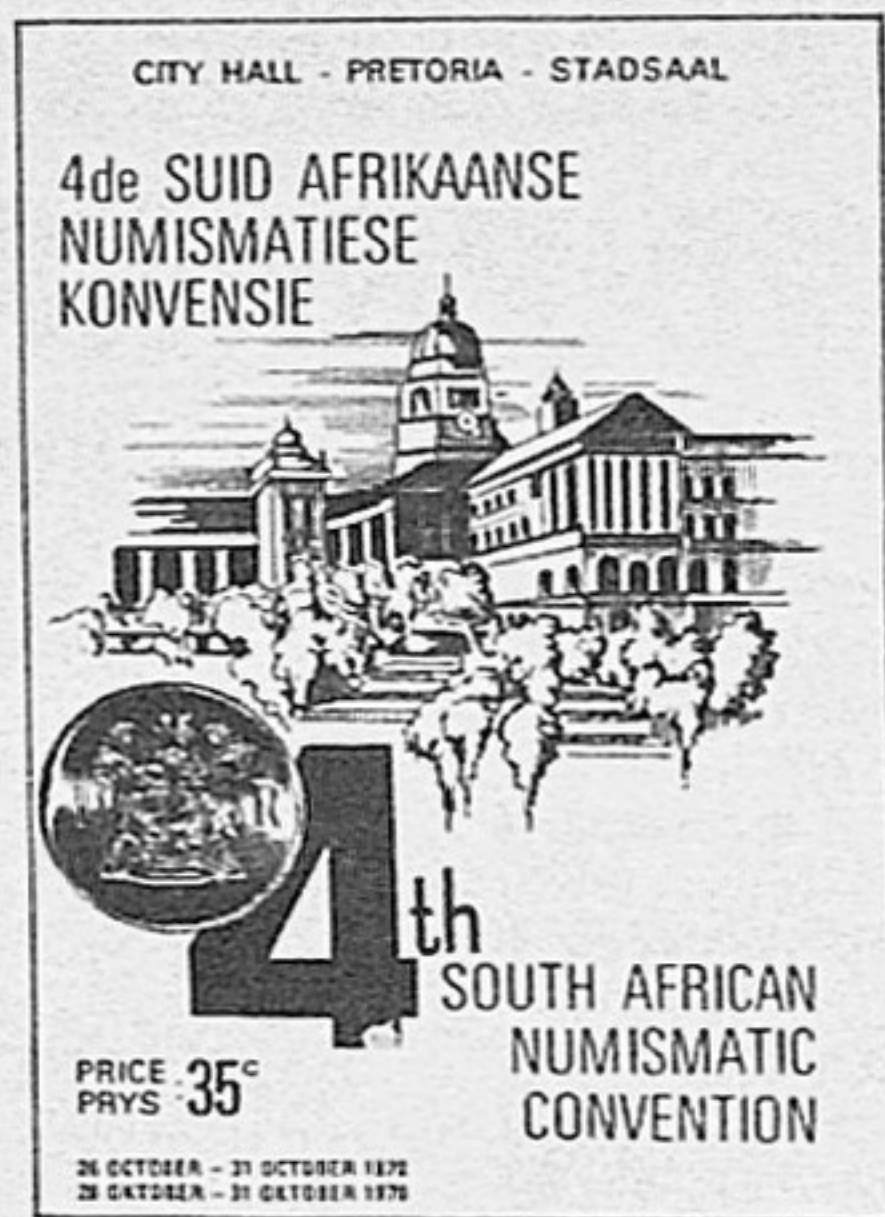 CITY HALL - PRETORIA - STADSAAL
4de SUID AFRIKAANSE
NUMISMATIESE
KONVENSIE
4th
SOUTH AFRICAN
NUMISMATIC
CONVENTION
PRICE
PRYS 35c
OCTOBER – 31 OCTOBER
OKTOBER – 31 OKTOBER 1970